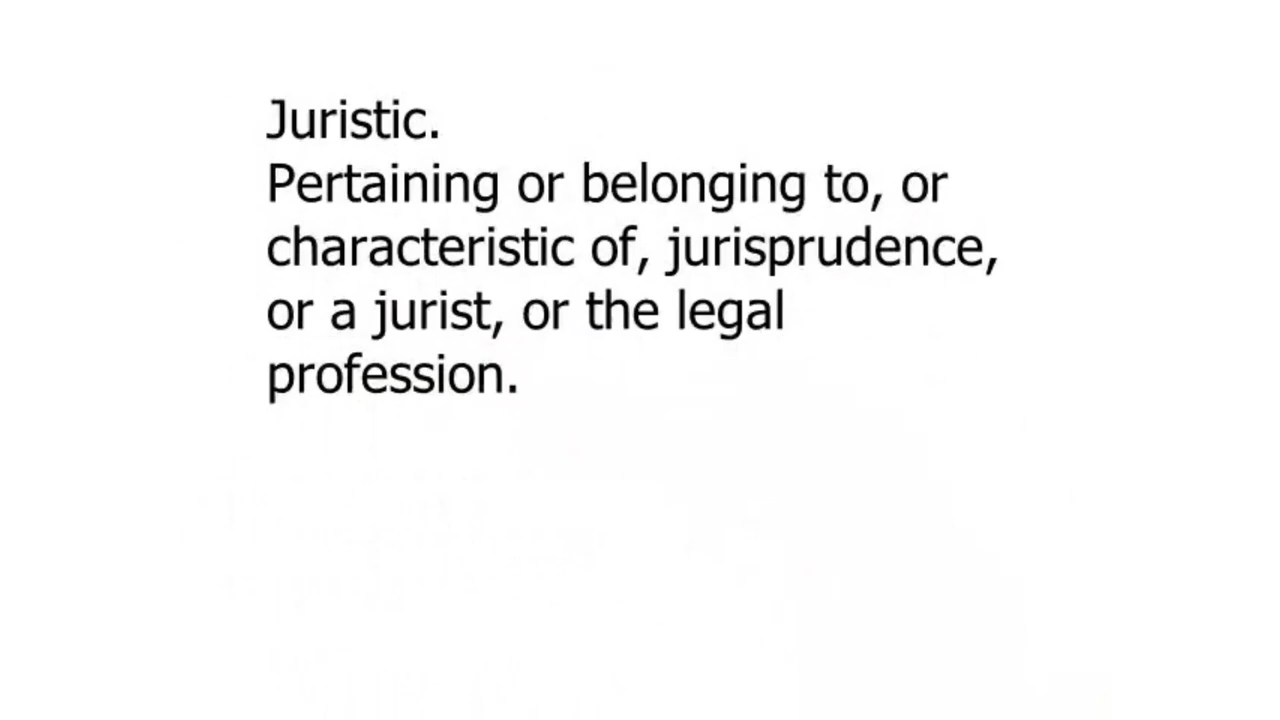 Juristic.
Pertaining or belonging to, or
characteristic of, jurisprudence,
or a jurist, or the legal
profession.